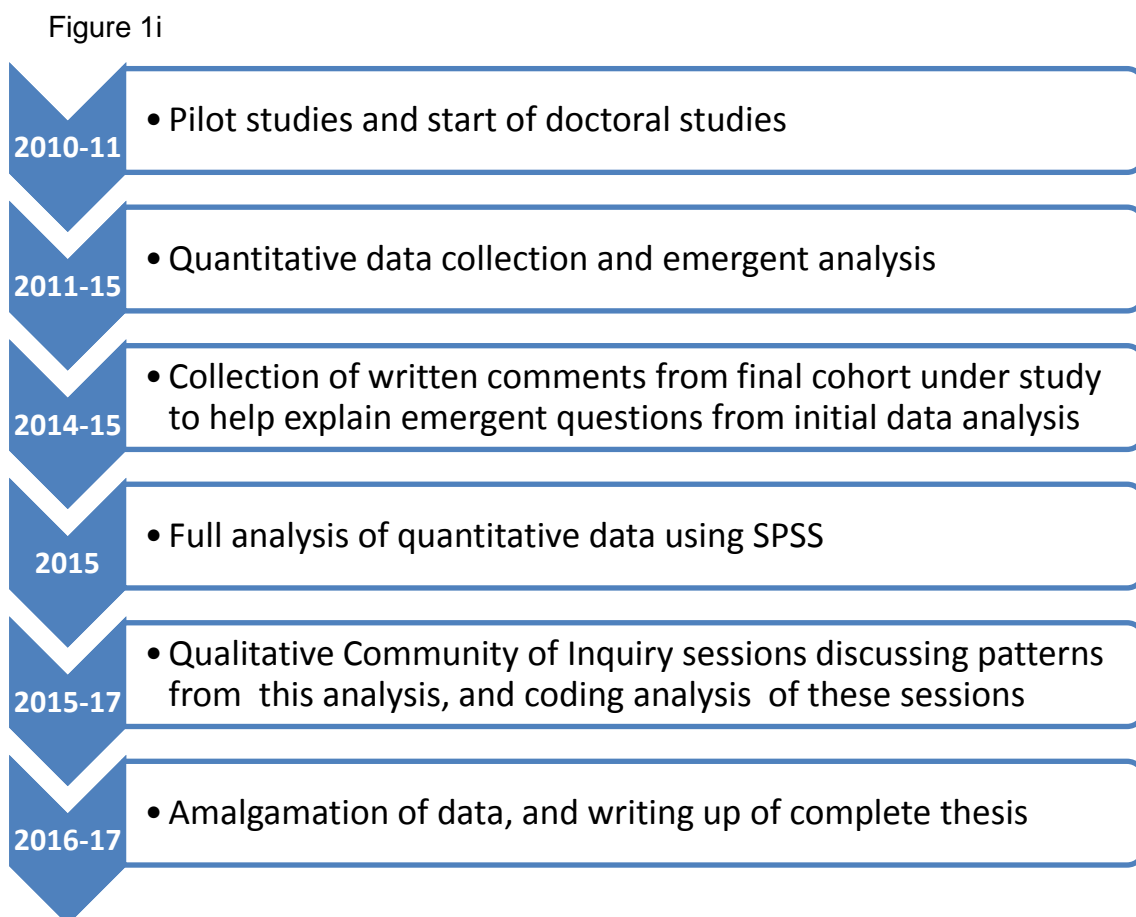 Figure 1i
2010-11
• Pilot studies and start of doctoral studies
2011-15
• Quantitative data collection and emergent analysis
2014-15
• Collection of written comments from final cohort under study
to help explain emergent questions from initial data analysis
2015
• Full analysis of quantitative data using SPSS
2015-17
• Qualitative Community of Inquiry sessions discussing patterns
from  this analysis, and coding analysis  of these sessions
2016-17
• Amalgamation of data, and writing up of complete thesis